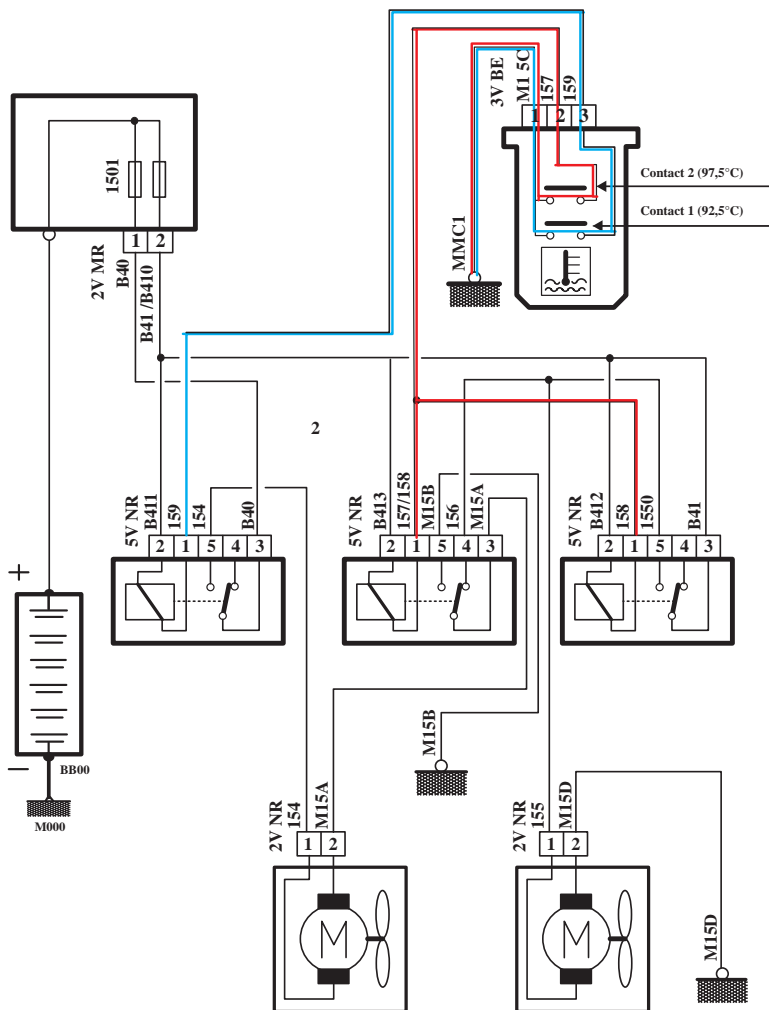 3V BE
M1 5C
157
159
1 2 3
Contact 2 (97,5°C)
Contact 1 (92,5°C)
MMC1
1501
2V MR
B40
B41 /B410
1 2
2
5V NR
B411
159
154
B40
2 1 5 4 3
5V NR
B413
157/158
M15B
156
M15A
2 1 5 4 3
5V NR
B412
158
1550
B41
2 1 5 4 3
+
−
BB00
M000
M15B
2V NR
154
M15A
1 2
M
2V NR
155
M15D
1 2
M
M15D